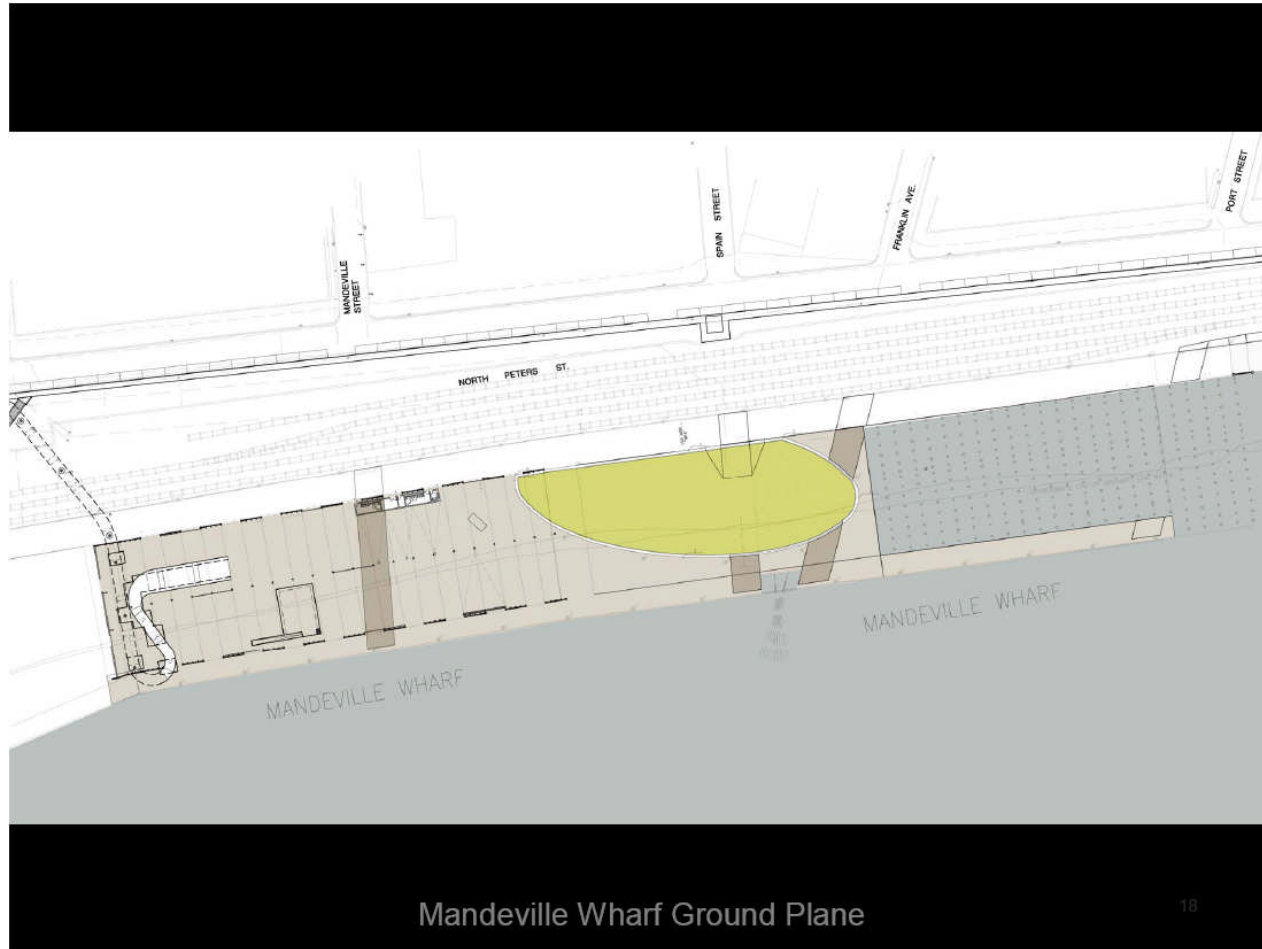 MANDEVILLE
STREET
SPAIN STREET
FRANKLIN AVE.
PORT STREET
NORTH PETERS ST.
MANDEVILLE WHARF
MANDEVILLE WHARF
Mandeville Wharf Ground Plane
18